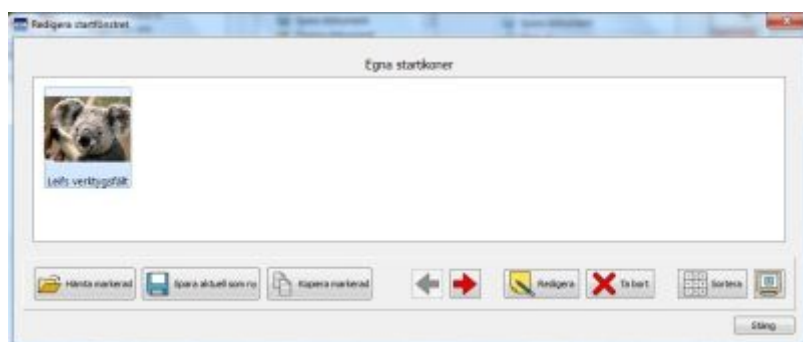 Redigera startfönstret
Egna startikoner
Leifs verktygsfält
Hämta markerad
Spara aktuell som ny
Kopiera markerad
Redigera
Ta bort
Sortera
Stäng